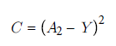 C = (A₂ − Y)²